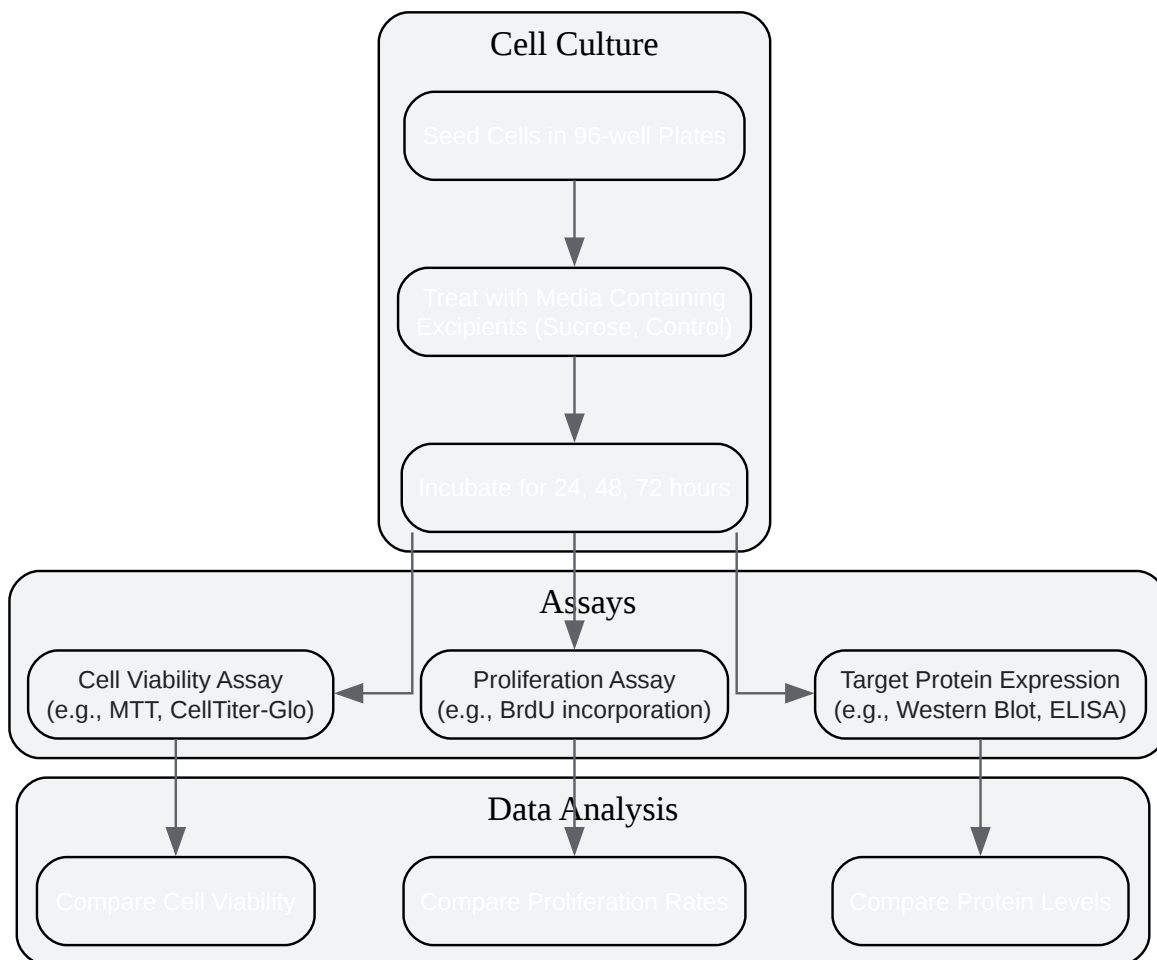 Cell Culture
Seed Cells in 96-well Plates
Treat with Media Containing
Excipients (Sucrose, Control)
Incubate for 24, 48, 72 hours
Assays
Cell Viability Assay
(e.g., MTT, CellTiter-Glo)
Proliferation Assay
(e.g., BrdU incorporation)
Target Protein Expression
(e.g., Western Blot, ELISA)
Data Analysis
Compare Cell Viability
Compare Proliferation Rates
Compare Protein Levels